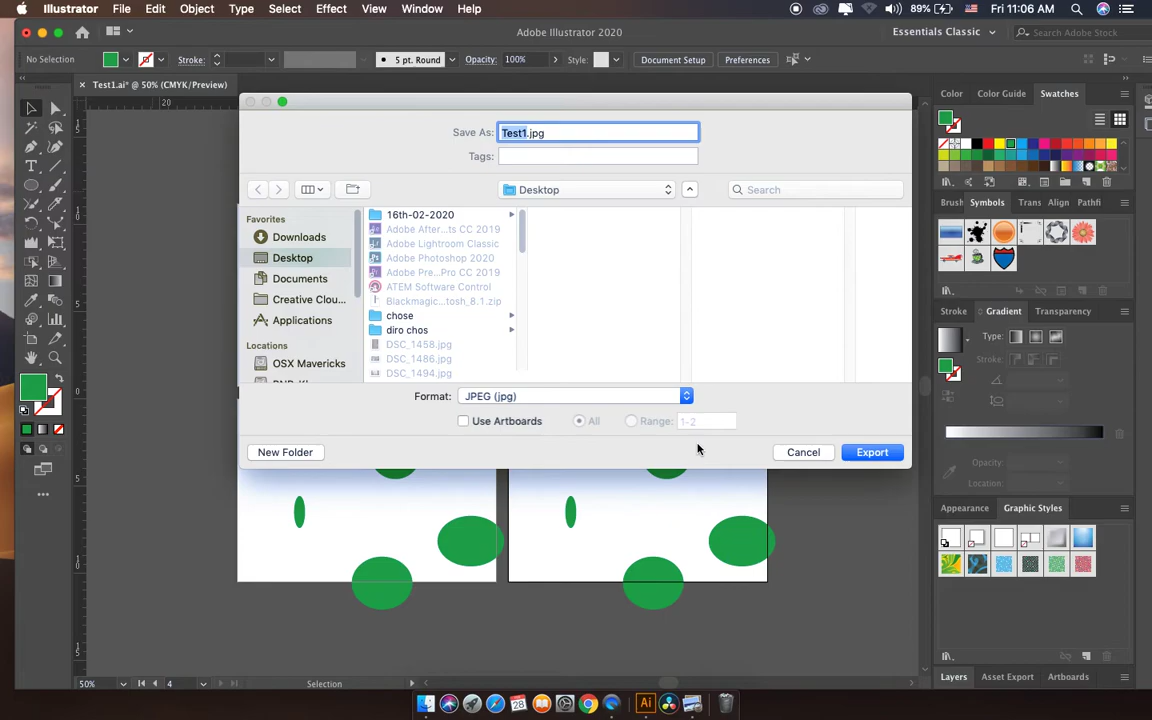 Illustrator File Edit Object Type Select Effect View Window Help 89% Fri 11:06 AM
Adobe Illustrator 2020 Essentials Classic Search Adobe Stock
No Selection Stroke: 5 pt. Round Opacity: 100% Style: Document Setup Preferences
Test1.ai* @ 50% (CMYK/Preview)
Color Color Guide Swatches
20
Save As: Test1.jpg
Tags:
Desktop
Search
Favorites
Downloads
Desktop
Documents
Creative Clou...
Applications
Locations
OSX Mavericks
16th-02-2020
Adobe After...ts CC 2019
Adobe Lightroom Classic
Adobe Photoshop 2020
Adobe Pre...Pro CC 2019
ATEM Software Control
Blackmagic...tosh_8.1.zip
chose
diro chos
DSC_1458.jpg
DSC_1486.jpg
DSC_1494.jpg
Format: JPEG (jpg)
Use Artboards All Range: 1-2
New Folder Cancel Export
Brush Symbols Trans Align Pathfi
Stroke Gradient Transparency
Type:
Stroke:
Opacity:
Location:
Appearance Graphic Styles
50% 4 Selection
Layers Asset Export Artboards
28
Ai